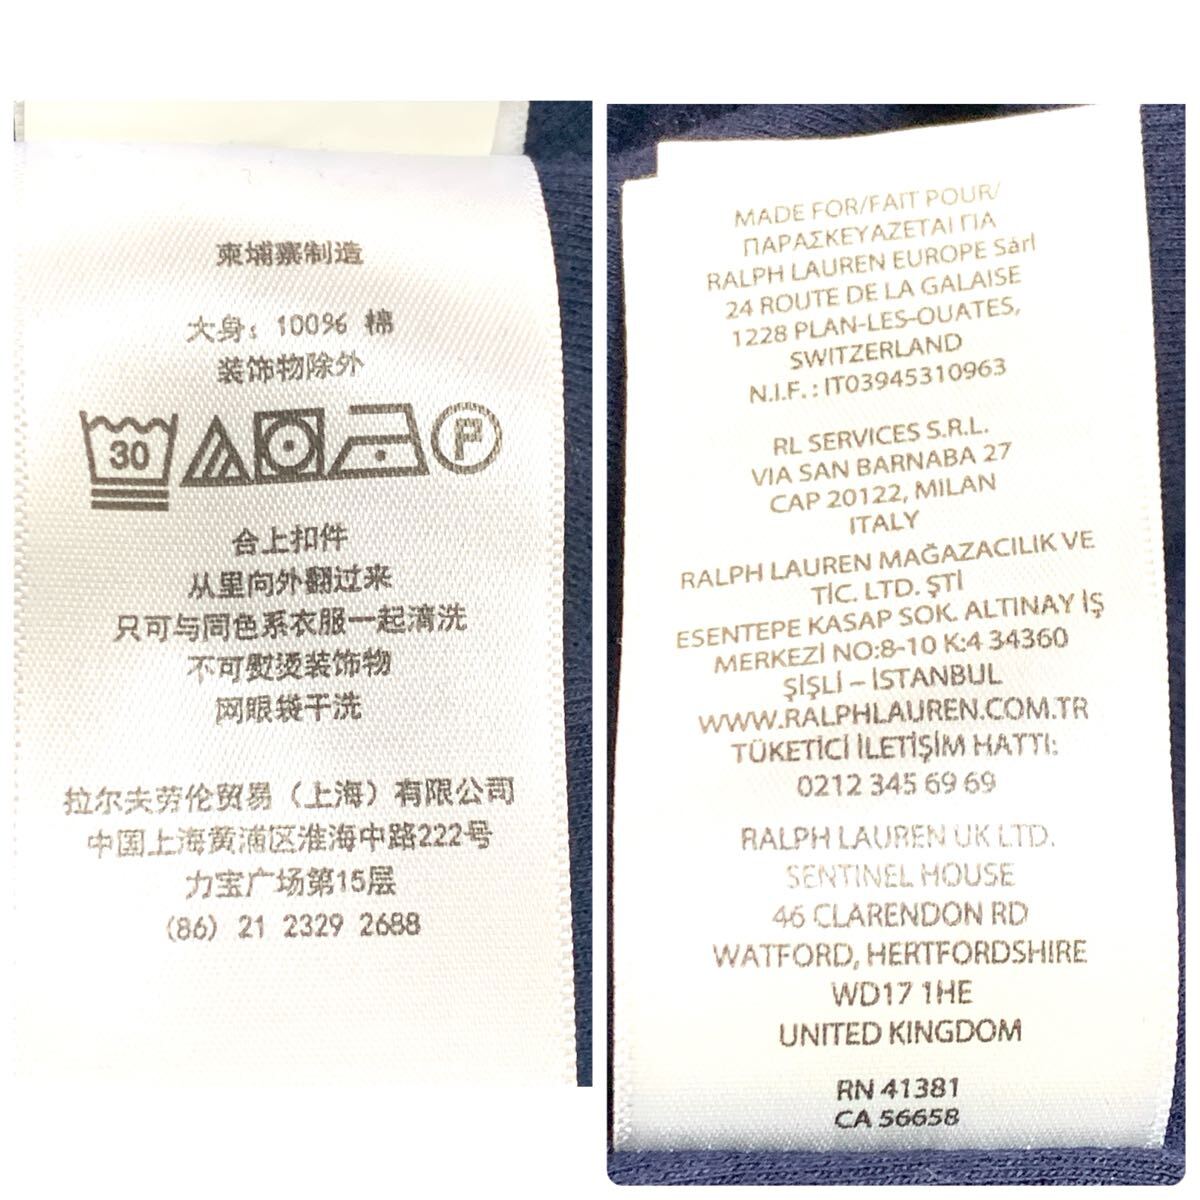 柬埔寨制造
大身：100% 棉
装饰物除外
30 P
合上扣件
从里向外翻过来
只可与同色系衣服一起清洗
不可熨烫装饰物
网眼袋干洗
拉尔夫劳伦贸易（上海）有限公司
中国上海黄浦区淮海中路222号
力宝广场第15层
(86) 21 2329 2688
MADE FOR/FAIT POUR/
ΠΑΡΑΣΚΕΥΑΖΕΤΑΙ ΓΙΑ
RALPH LAUREN EUROPE Sàrl
24 ROUTE DE LA GALAISE
1228 PLAN-LES-OUATES,
SWITZERLAND
N.I.F. : IT03945310963
RL SERVICES S.R.L.
VIA SAN BARNABA 27
CAP 20122, MILAN
ITALY
RALPH LAUREN MAĞAZACILIK VE
TİC. LTD. ŞTİ
ESENTEPE KASAP SOK. ALTINAY İŞ
MERKEZİ NO:8-10 K:4 34360
ŞİŞLİ – İSTANBUL
WWW.RALPHLAUREN.COM.TR
TÜKETİCİ İLETİŞİM HATTI:
0212 345 69 69
RALPH LAUREN UK LTD.
SENTINEL HOUSE
46 CLARENDON RD
WATFORD, HERTFORDSHIRE
WD17 1HE
UNITED KINGDOM
RN 41381
CA 56658